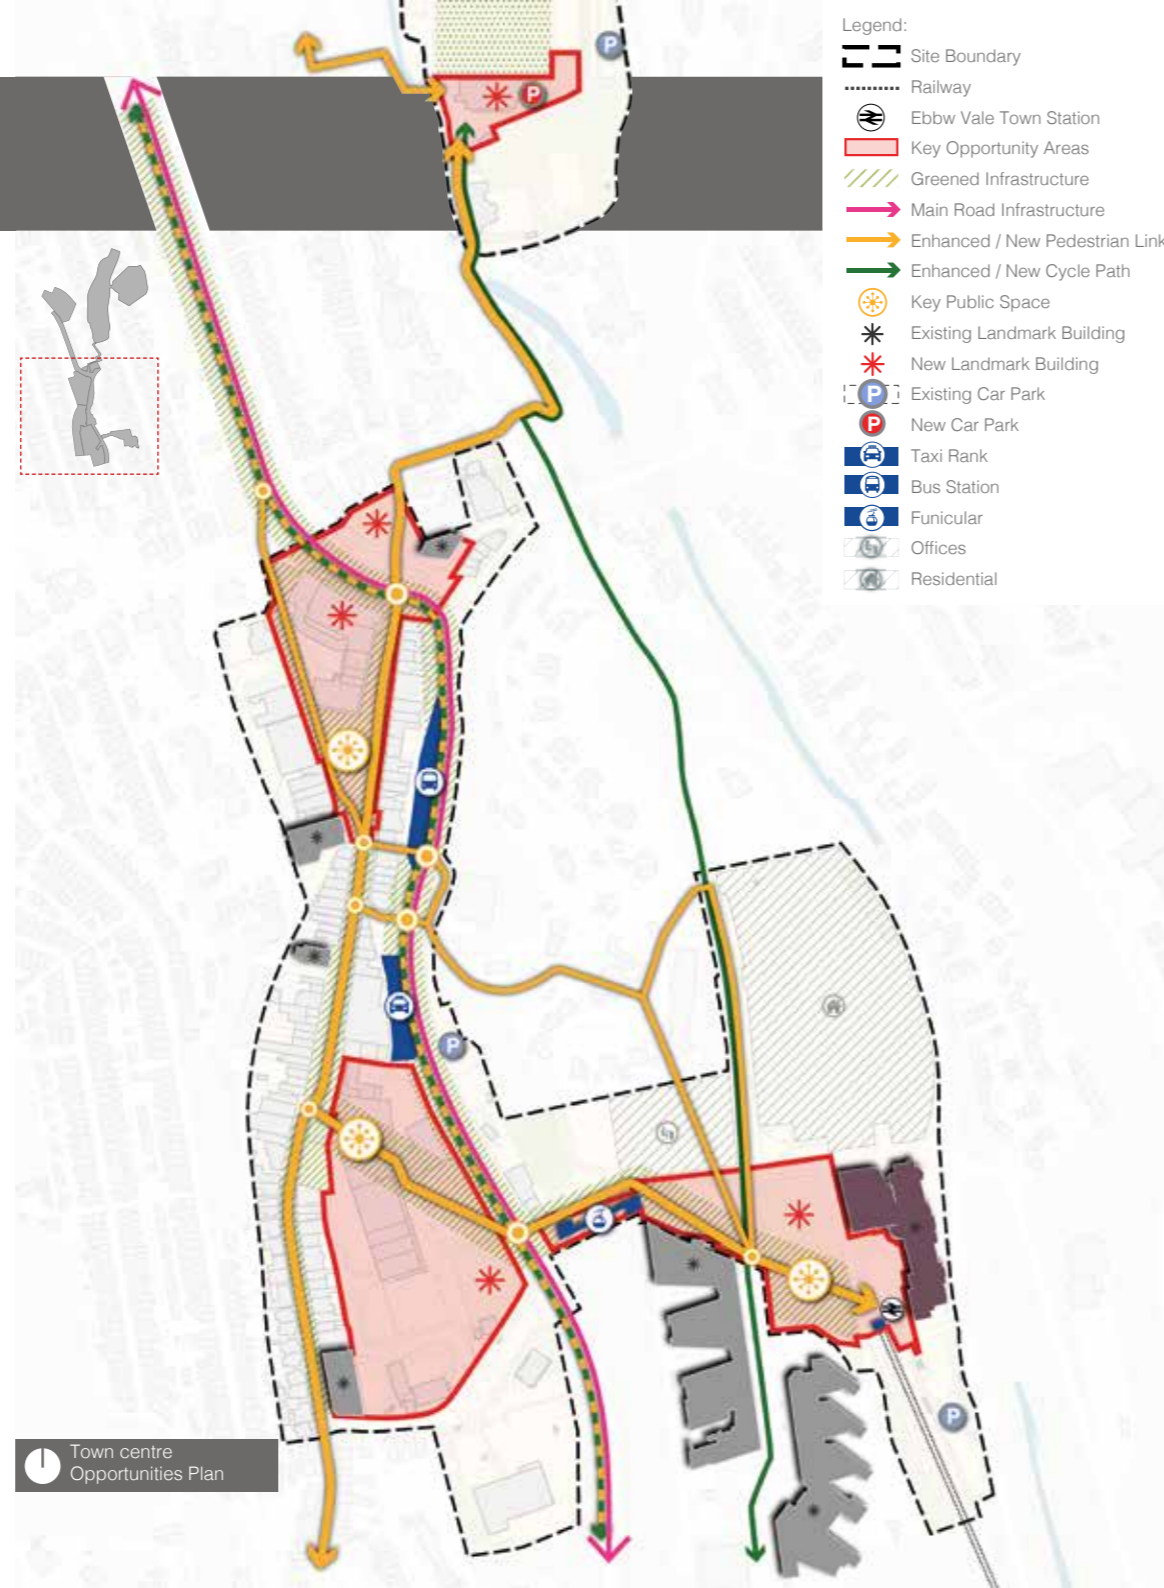 Legend:
Site Boundary
Railway
Ebbw Vale Town Station
Key Opportunity Areas
Greened Infrastructure
Main Road Infrastructure
Enhanced / New Pedestrian Link
Enhanced / New Cycle Path
Key Public Space
Existing Landmark Building
New Landmark Building
P Existing Car Park
P New Car Park
Taxi Rank
Bus Station
Funicular
Offices
Residential
P
P
P
P
Town centre
Opportunities Plan